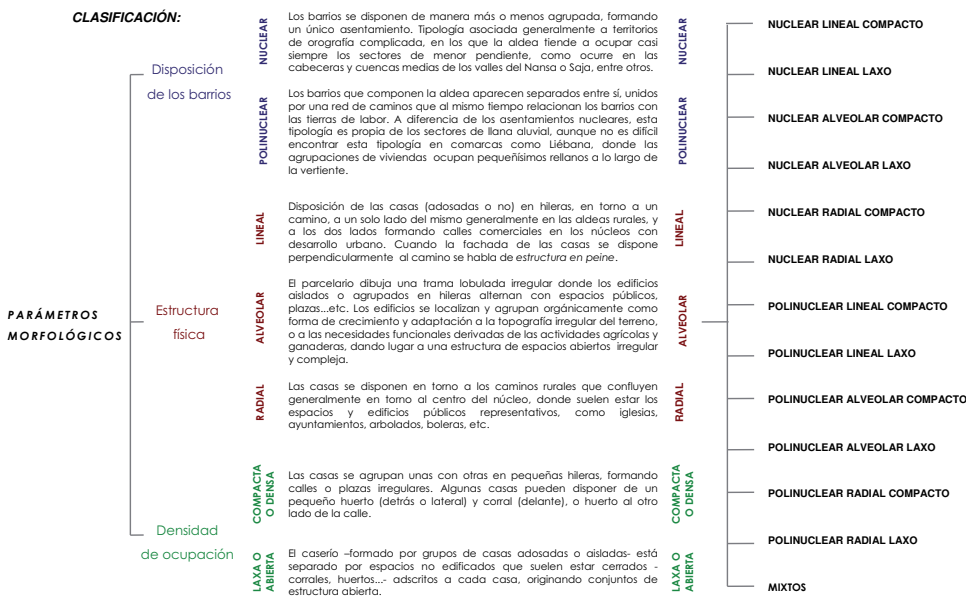 CLASIFICACIÓN:
PARÁMETROS
MORFOLÓGICOS
Disposición
de los barrios
NUCLEAR
Los barrios se disponen de manera más o menos agrupada, formando
un único asentamiento. Tipología asociada generalmente a territorios
de orografía complicada, en los que la aldea tiende a ocupar casi
siempre los sectores de menor pendiente, como ocurre en las
cabeceras y cuencas medias de los valles del Nansa o Saja, entre otros.
NUCLEAR
POLINUCLEAR
Los barrios que componen la aldea aparecen separados entre sí, unidos
por una red de caminos que al mismo tiempo relacionan los barrios con
las tierras de labor. A diferencia de los asentamientos nucleares, esta
tipología es propia de los sectores de llana aluvial, aunque no es difícil
encontrar esta tipología en comarcas como Liébana, donde las
agrupaciones de viviendas ocupan pequeñísimos rellanos a lo largo de
la vertiente.
POLINUCLEAR
Estructura
física
LINEAL
Disposición de las casas (adosadas o no) en hileras, en torno a un
camino, a un solo lado del mismo generalmente en las aldeas rurales, y
a los dos lados formando calles comerciales en los núcleos con
desarrollo urbano. Cuando la fachada de las casas se dispone
perpendicularmente al camino se habla de estructura en peine.
LINEAL
ALVEOLAR
El parcelario dibuja una trama lobulada irregular donde los edificios
aislados o agrupados en hileras alternan con espacios públicos,
plazas...etc. Los edificios se localizan y agrupan orgánicamente como
forma de crecimiento y adaptación a la topografía irregular del terreno,
o a las necesidades funcionales derivadas de las actividades agrícolas y
ganaderas, dando lugar a una estructura de espacios abiertos irregular
y compleja.
ALVEOLAR
RADIAL
Las casas se disponen en torno a los caminos rurales que confluyen
generalmente en torno al centro del núcleo, donde suelen estar los
espacios y edificios públicos representativos, como iglesias,
ayuntamientos, arbolados, boleras, etc.
RADIAL
Densidad
de ocupación
COMPACTA
O DENSA
Las casas se agrupan unas con otras en pequeñas hileras, formando
calles o plazas irregulares. Algunas casas pueden disponer de un
pequeño huerto (detrás o lateral) y corral (delante), o huerto al otro
lado de la calle.
COMPACTA
O DENSA
LAXA O
ABIERTA
El caserío –formado por grupos de casas adosadas o aisladas- está
separado por espacios no edificados que suelen estar cerrados -
corrales, huertos...- adscritos a cada casa, originando conjuntos de
estructura abierta.
LAXA O
ABIERTA
NUCLEAR LINEAL COMPACTO
NUCLEAR LINEAL LAXO
NUCLEAR ALVEOLAR COMPACTO
NUCLEAR ALVEOLAR LAXO
NUCLEAR RADIAL COMPACTO
NUCLEAR RADIAL LAXO
POLINUCLEAR LINEAL COMPACTO
POLINUCLEAR LINEAL LAXO
POLINUCLEAR ALVEOLAR COMPACTO
POLINUCLEAR ALVEOLAR LAXO
POLINUCLEAR RADIAL COMPACTO
POLINUCLEAR RADIAL LAXO
MIXTOS